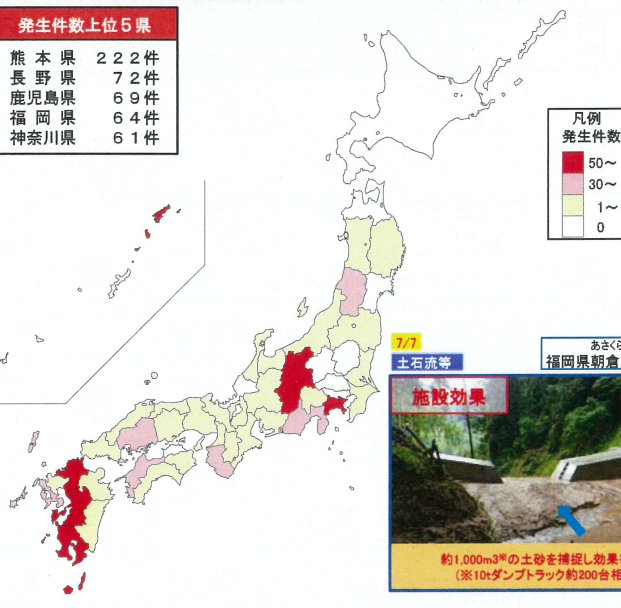 発生件数上位５県
熊本県 ２２２件
長野県 ７２件
鹿児島県 ６９件
福岡県 ６４件
神奈川県 ６１件
凡例
発生件数
50～
30～
1～
0
7/7
土石流等
あさくら
福岡県朝倉
施設効果
約1,000m3※の土砂を捕捉し効果
（※10tダンプトラック約200台相